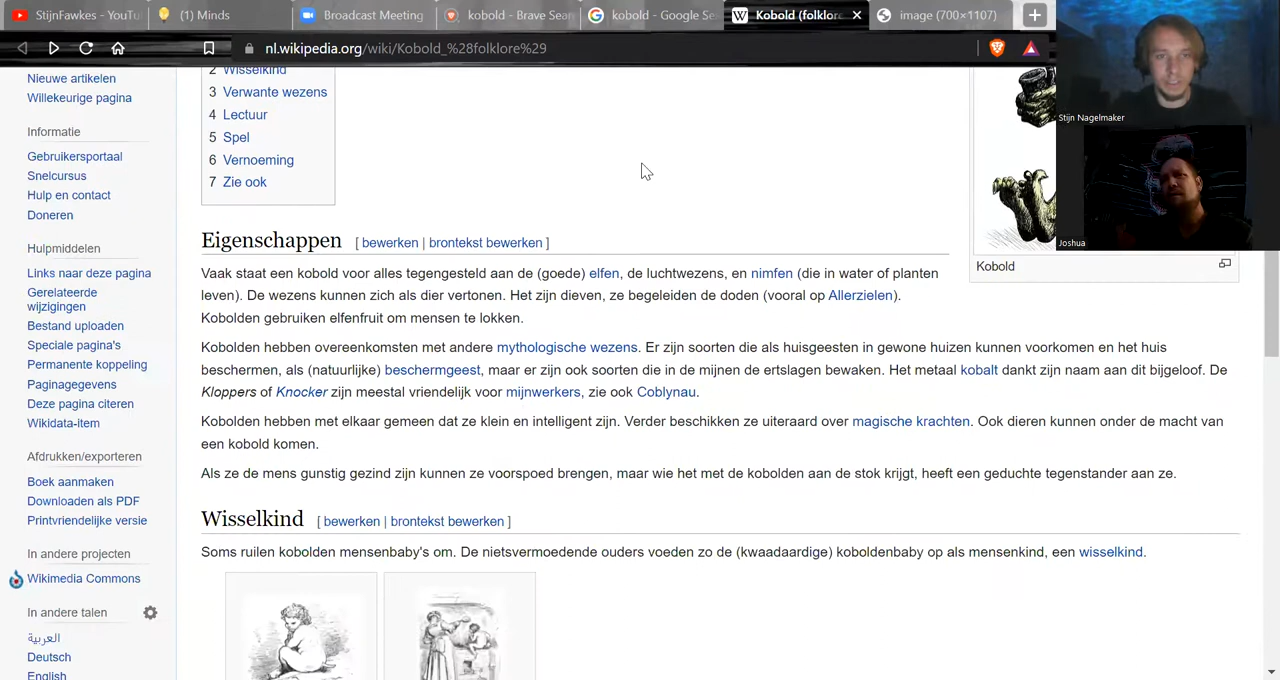 StijnFawkes - YouTu
(1) Minds
Broadcast Meeting
kobold - Brave Sear
kobold - Google Se
Kobold (folklor
image (700×1107)
nl.wikipedia.org/wiki/Kobold_%28folklore%29
Stijn Nagelmaker
Joshua
Nieuwe artikelen
Willekeurige pagina
Informatie
Gebruikersportaal
Snelcursus
Hulp en contact
Doneren
Hulpmiddelen
Links naar deze pagina
Gerelateerde
wijzigingen
Bestand uploaden
Speciale pagina's
Permanente koppeling
Paginagegevens
Deze pagina citeren
Wikidata-item
Afdrukken/exporteren
Boek aanmaken
Downloaden als PDF
Printvriendelijke versie
In andere projecten
Wikimedia Commons
In andere talen
العربية
Deutsch
English
2 Wisselkind
3 Verwante wezens
4 Lectuur
5 Spel
6 Vernoeming
7 Zie ook
Kobold
Eigenschappen [ bewerken | brontekst bewerken ]
Vaak staat een kobold voor alles tegengesteld aan de (goede) elfen, de luchtwezens, en nimfen (die in water of planten
leven). De wezens kunnen zich als dier vertonen. Het zijn dieven, ze begeleiden de doden (vooral op Allerzielen).
Kobolden gebruiken elfenfruit om mensen te lokken.
Kobolden hebben overeenkomsten met andere mythologische wezens. Er zijn soorten die als huisgeesten in gewone huizen kunnen voorkomen en het huis
beschermen, als (natuurlijke) beschermgeest, maar er zijn ook soorten die in de mijnen de ertslagen bewaken. Het metaal kobalt dankt zijn naam aan dit bijgeloof. De
Kloppers of Knocker zijn meestal vriendelijk voor mijnwerkers, zie ook Coblynau.
Kobolden hebben met elkaar gemeen dat ze klein en intelligent zijn. Verder beschikken ze uiteraard over magische krachten. Ook dieren kunnen onder de macht van
een kobold komen.
Als ze de mens gunstig gezind zijn kunnen ze voorspoed brengen, maar wie het met de kobolden aan de stok krijgt, heeft een geduchte tegenstander aan ze.
Wisselkind [ bewerken | brontekst bewerken ]
Soms ruilen kobolden mensenbaby's om. De nietsvermoedende ouders voeden zo de (kwaadaardige) koboldenbaby op als mensenkind, een wisselkind.